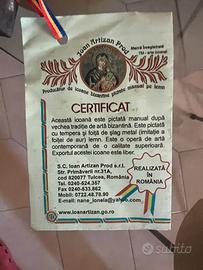 Ioan Artizan Prod
Marcă înregistrată
Producător de icoane bizantine pictate manual pe lemn
CERTIFICAT
Această icoană este pictată manual după
vechea tradiție de artă bizantină. Este pictată
cu tempera și foiță de șlag metal (imitație a
foiței de aur) lemn. Este o operă de artă
contemporană de o calitate superioară.
Exportul acestei icoane este liber.
S.C. Ioan Artizan Prod s.r.l.
Str. Primăverii nr.31A,
cod 820077 Tulcea, România
Tel. 0240-524.357
Fax 0240-533.862
Mobil: 0722.48.78.90
e-mail: nane_ionela@yahoo.com
REALIZATĂ
ÎN
ROMÂNIA
www.ioanartizan.go.ro
subito